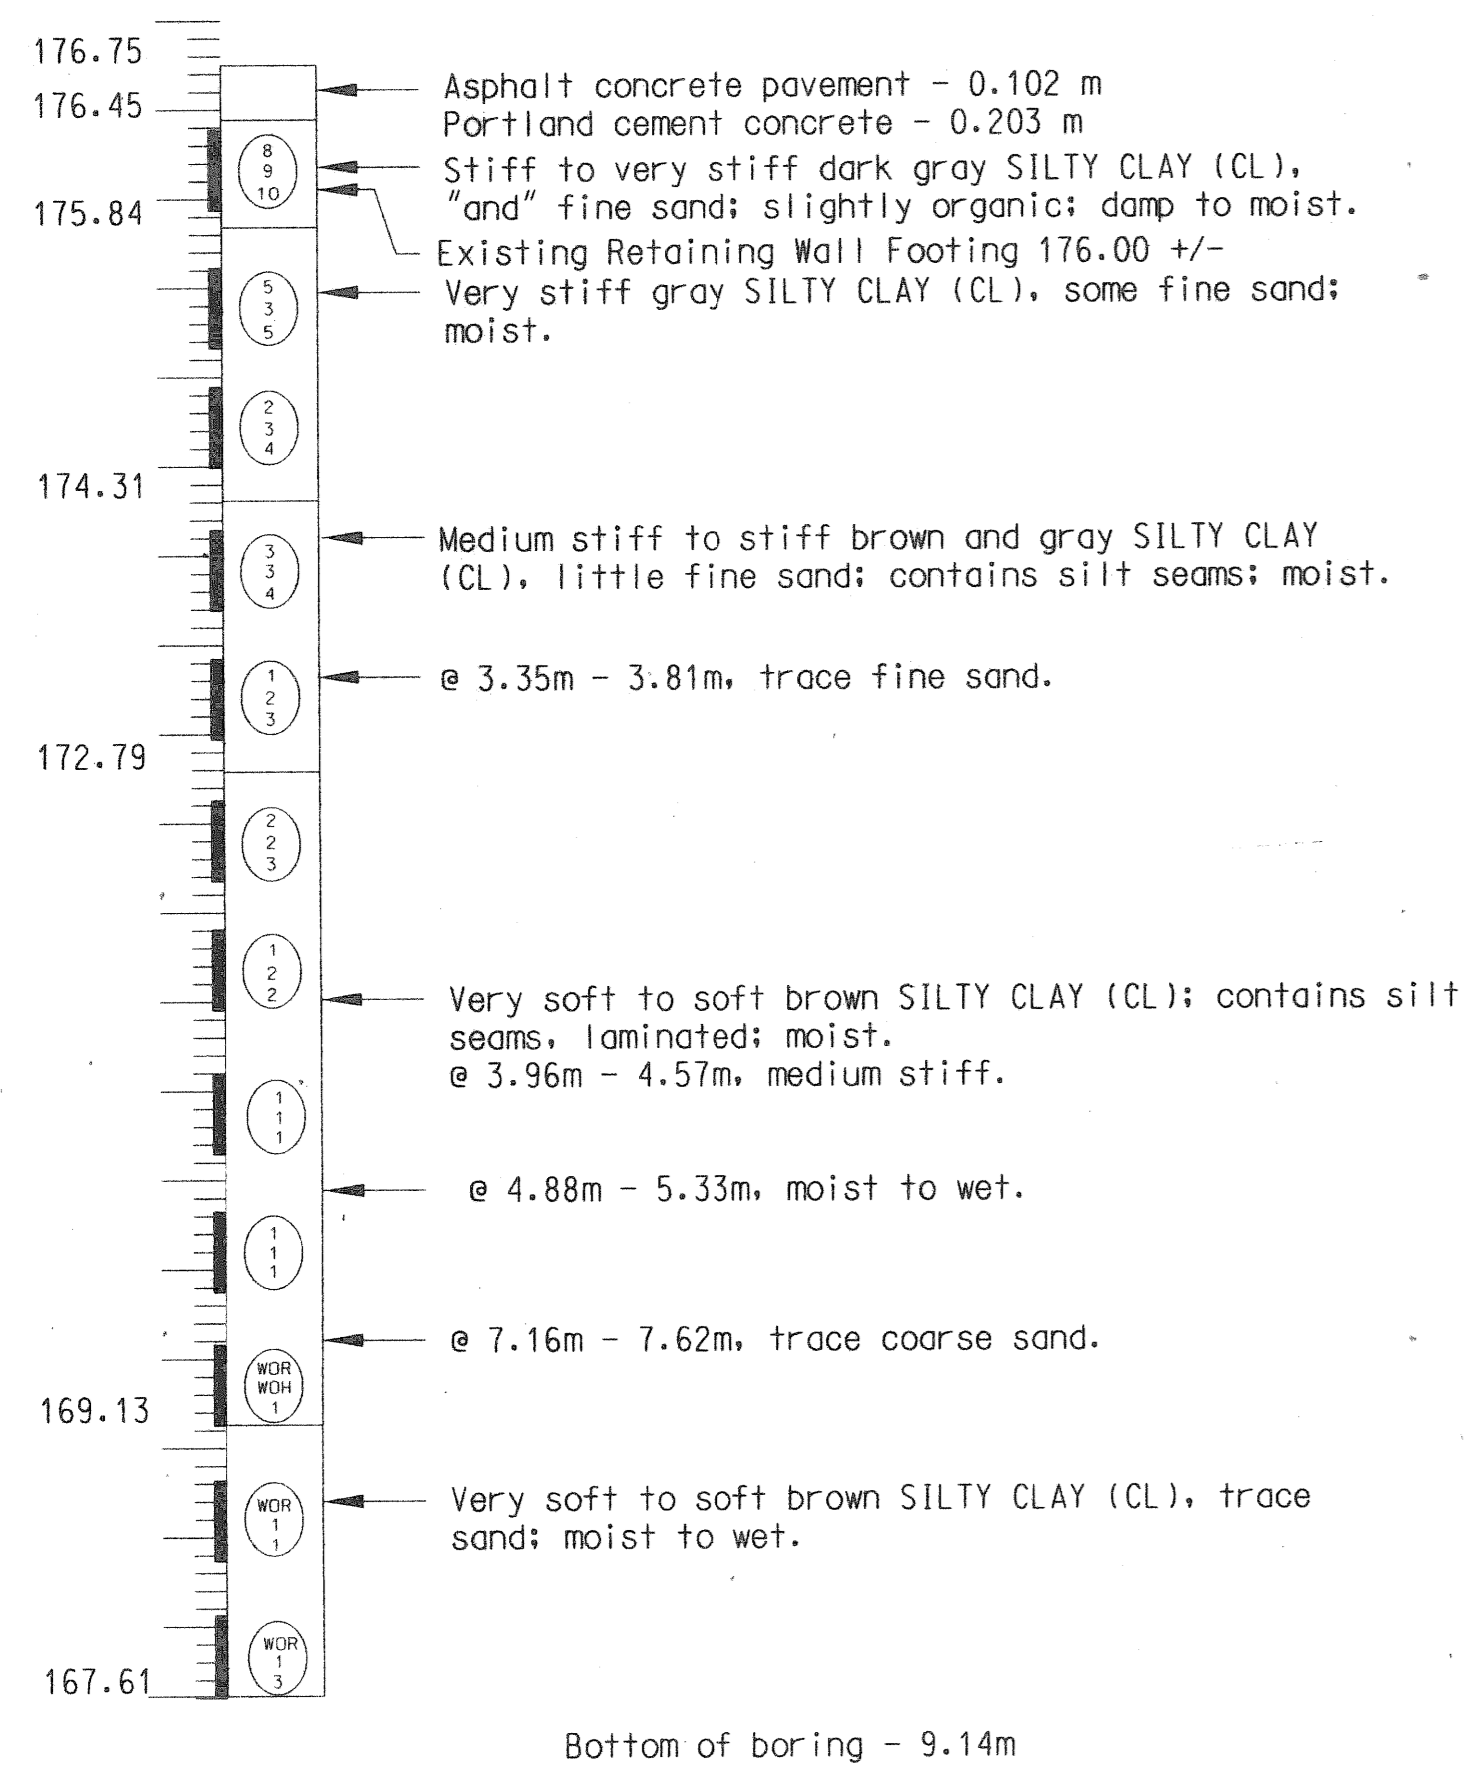 176.75
Asphalt concrete pavement - 0.102 m
176.45
Portland cement concrete - 0.203 m
8
9
10
Stiff to very stiff dark gray SILTY CLAY (CL),
"and" fine sand; slightly organic; damp to moist.
175.84
Existing Retaining Wall Footing 176.00 +/-
5
3
5
Very stiff gray SILTY CLAY (CL), some fine sand;
moist.
2
3
4
174.31
Medium stiff to stiff brown and gray SILTY CLAY
(CL), little fine sand; contains silt seams; moist.
3
3
4
@ 3.35m - 3.81m, trace fine sand.
1
2
3
172.79
2
2
3
1
2
2
Very soft to soft brown SILTY CLAY (CL); contains silt
seams, laminated; moist.
@ 3.96m - 4.57m, medium stiff.
1
1
1
@ 4.88m - 5.33m, moist to wet.
1
1
1
@ 7.16m - 7.62m, trace coarse sand.
WOR
WOH
1
169.13
Very soft to soft brown SILTY CLAY (CL), trace
sand; moist to wet.
WOR
1
1
WOR
1
3
167.61
Bottom of boring - 9.14m